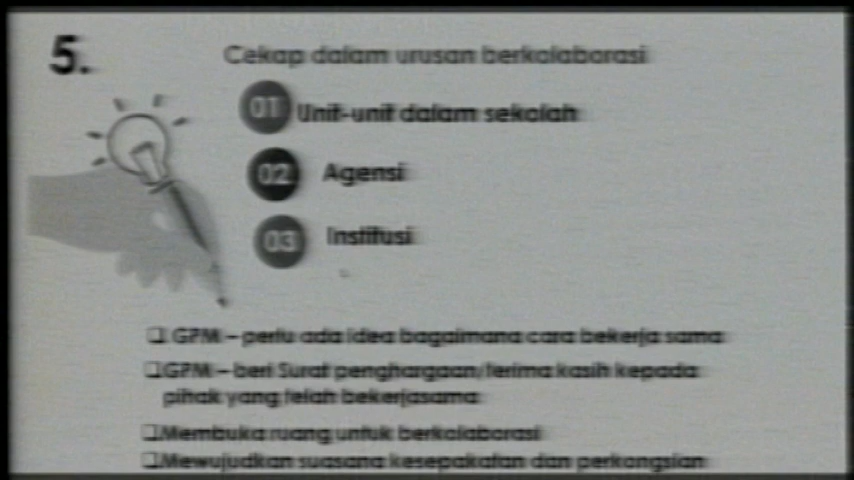 5.
Cekap dalam urusan berkolaborasi
01 Unit-unit dalam sekolah
02 Agensi
03 Institusi
❑ GPM – perlu ada idea bagaimana cara bekerja sama
❑GPM – beri Surat penghargaan/terima kasih kepada
pihak yang telah bekerjasama
❑Membuka ruang untuk berkolaborasi
❑Mewujudkan suasana kesepakatan dan perkongsian